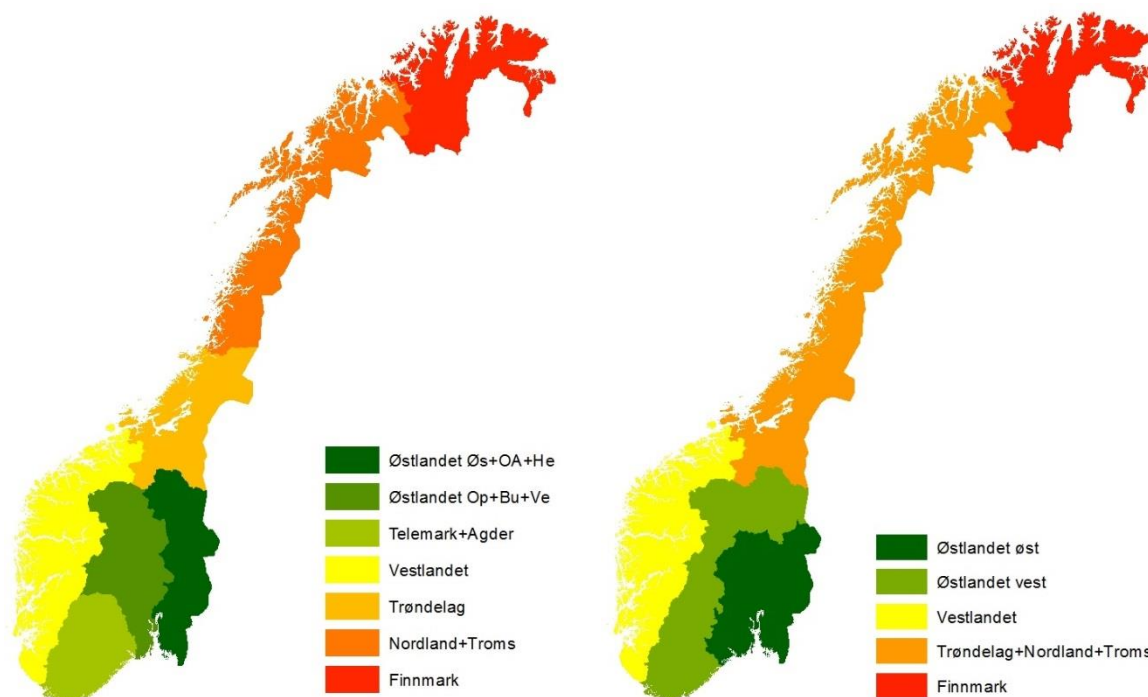 Østlandet Øs+OA+He
Østlandet Op+Bu+Ve
Telemark+Agder
Vestlandet
Trøndelag
Nordland+Troms
Finnmark
Østlandet øst
Østlandet vest
Vestlandet
Trøndelag+Nordland+Troms
Finnmark